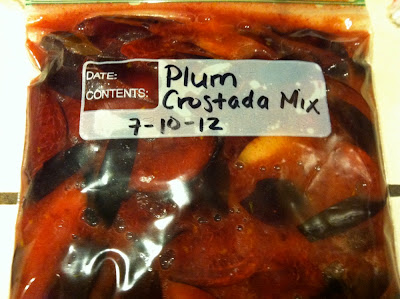 DATE: Plum
CONTENTS: Crostada Mix
7-10-12